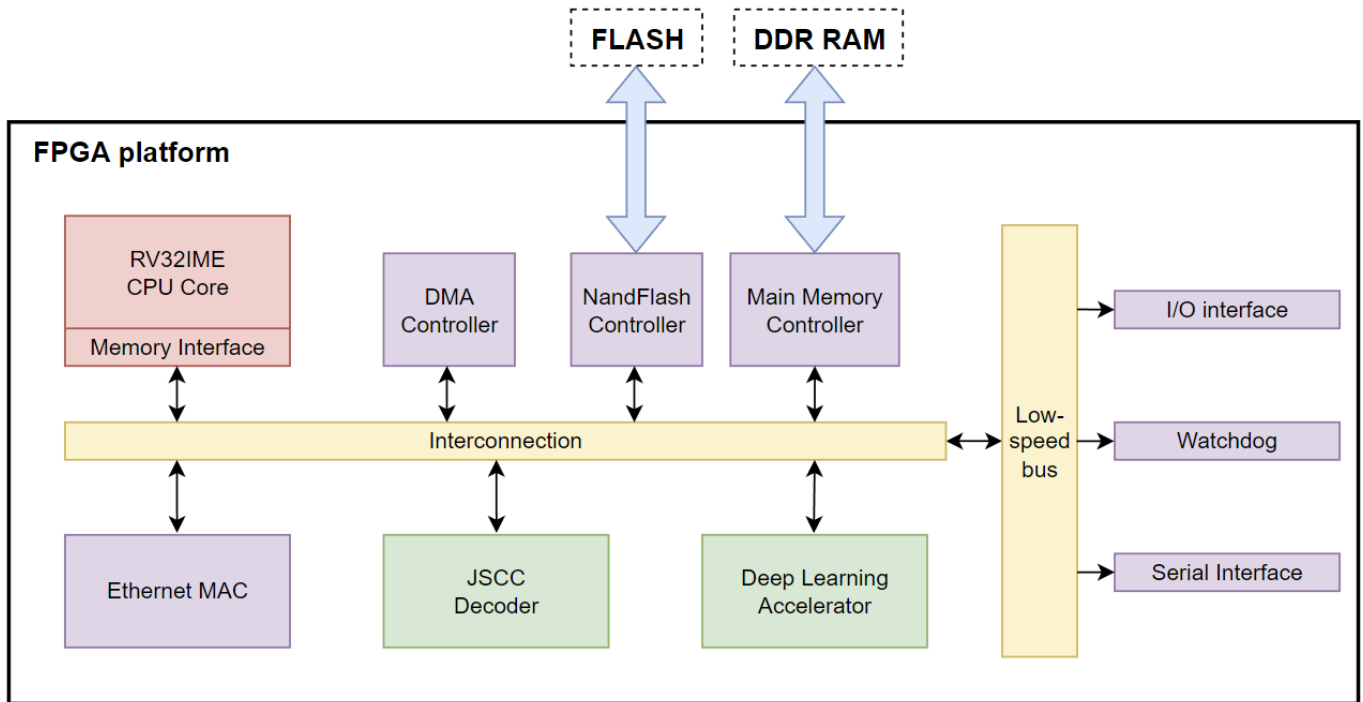 FLASH
DDR RAM
FPGA platform
RV32IME
CPU Core
Memory Interface
DMA
Controller
NandFlash
Controller
Main Memory
Controller
Interconnection
Low-
speed
bus
I/O interface
Watchdog
Serial Interface
Ethernet MAC
JSCC
Decoder
Deep Learning
Accelerator